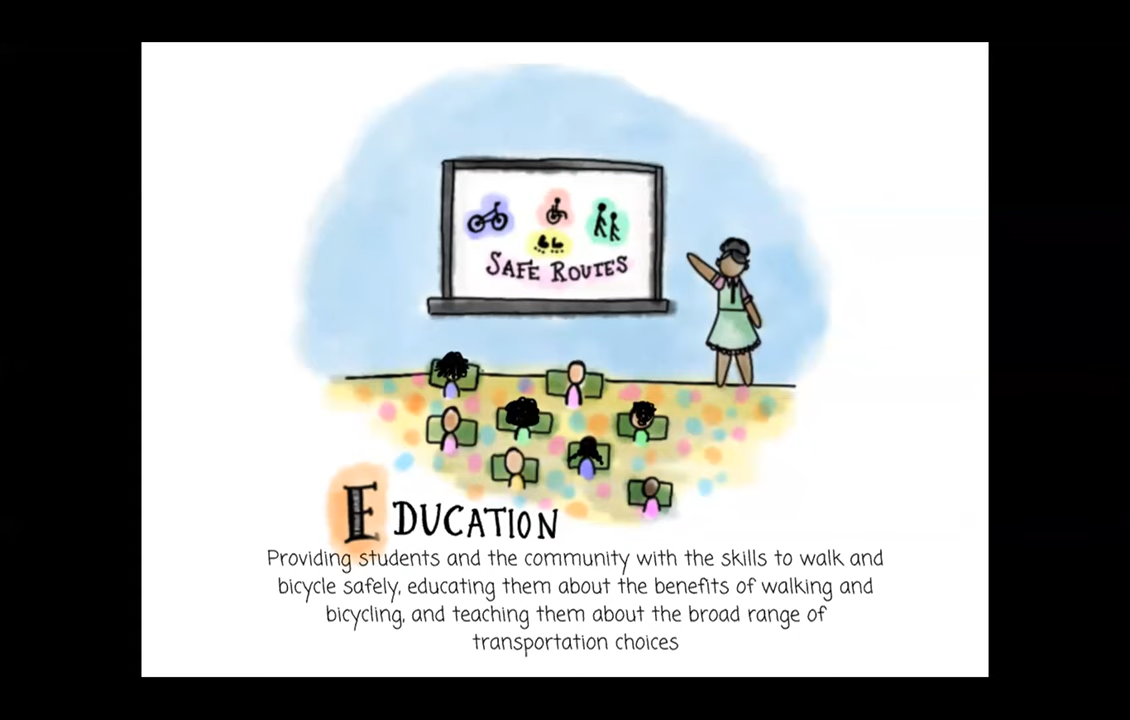 SAFE ROUTES
EDUCATION
Providing students and the community with the skills to walk and
bicycle safely, educating them about the benefits of walking and
bicycling, and teaching them about the broad range of
transportation choices